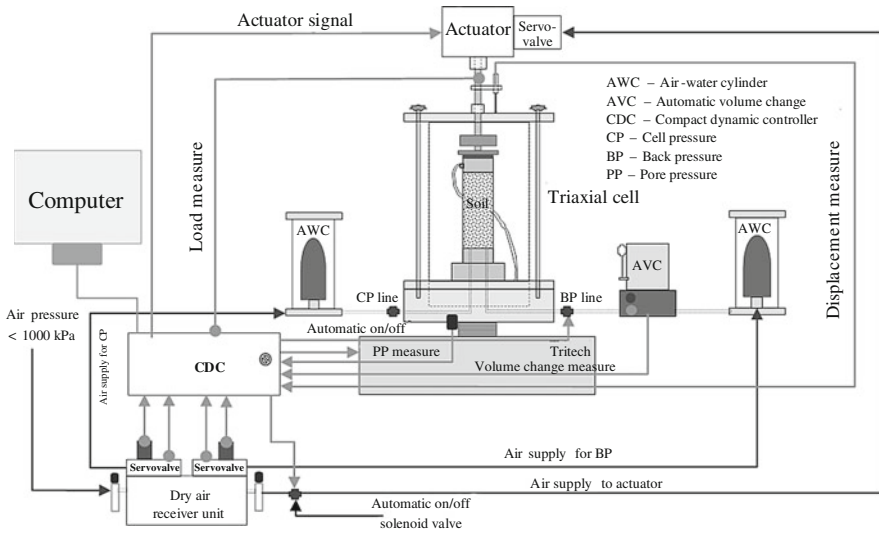 Actuator signal
Actuator
Servo-
valve
AWC – Air-water cylinder
AVC – Automatic volume change
CDC – Compact dynamic controller
CP – Cell pressure
BP – Back pressure
PP – Pore pressure
Computer
Load measure
Triaxial cell
Displacement measure
Soil
AWC
AWC
AVC
CP line
BP line
Air pressure
< 1000 kPa
Automatic on/off
Air supply for CP
CDC
PP measure
Tritech
Volume change measure
Air supply for BP
Servovalve
Servovalve
Air supply to actuator
Dry air
receiver unit
Automatic on/off
solenoid valve